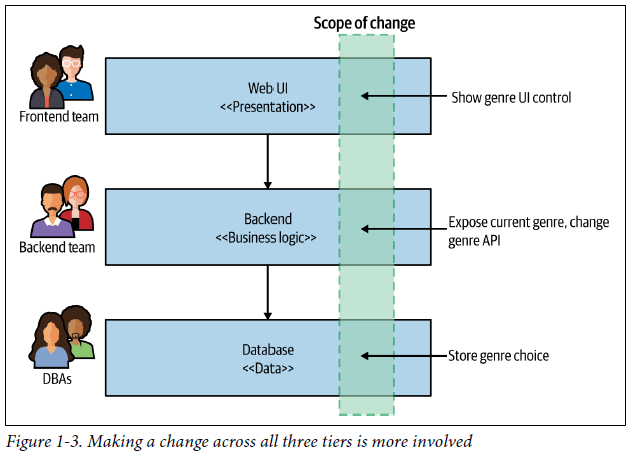 Scope of change
Web UI
<<Presentation>>
Show genre UI control
Frontend team
Backend
<<Business logic>>
Expose current genre, change
genre API
Backend team
Database
<<Data>>
Store genre choice
DBAs
Figure 1-3. Making a change across all three tiers is more involved